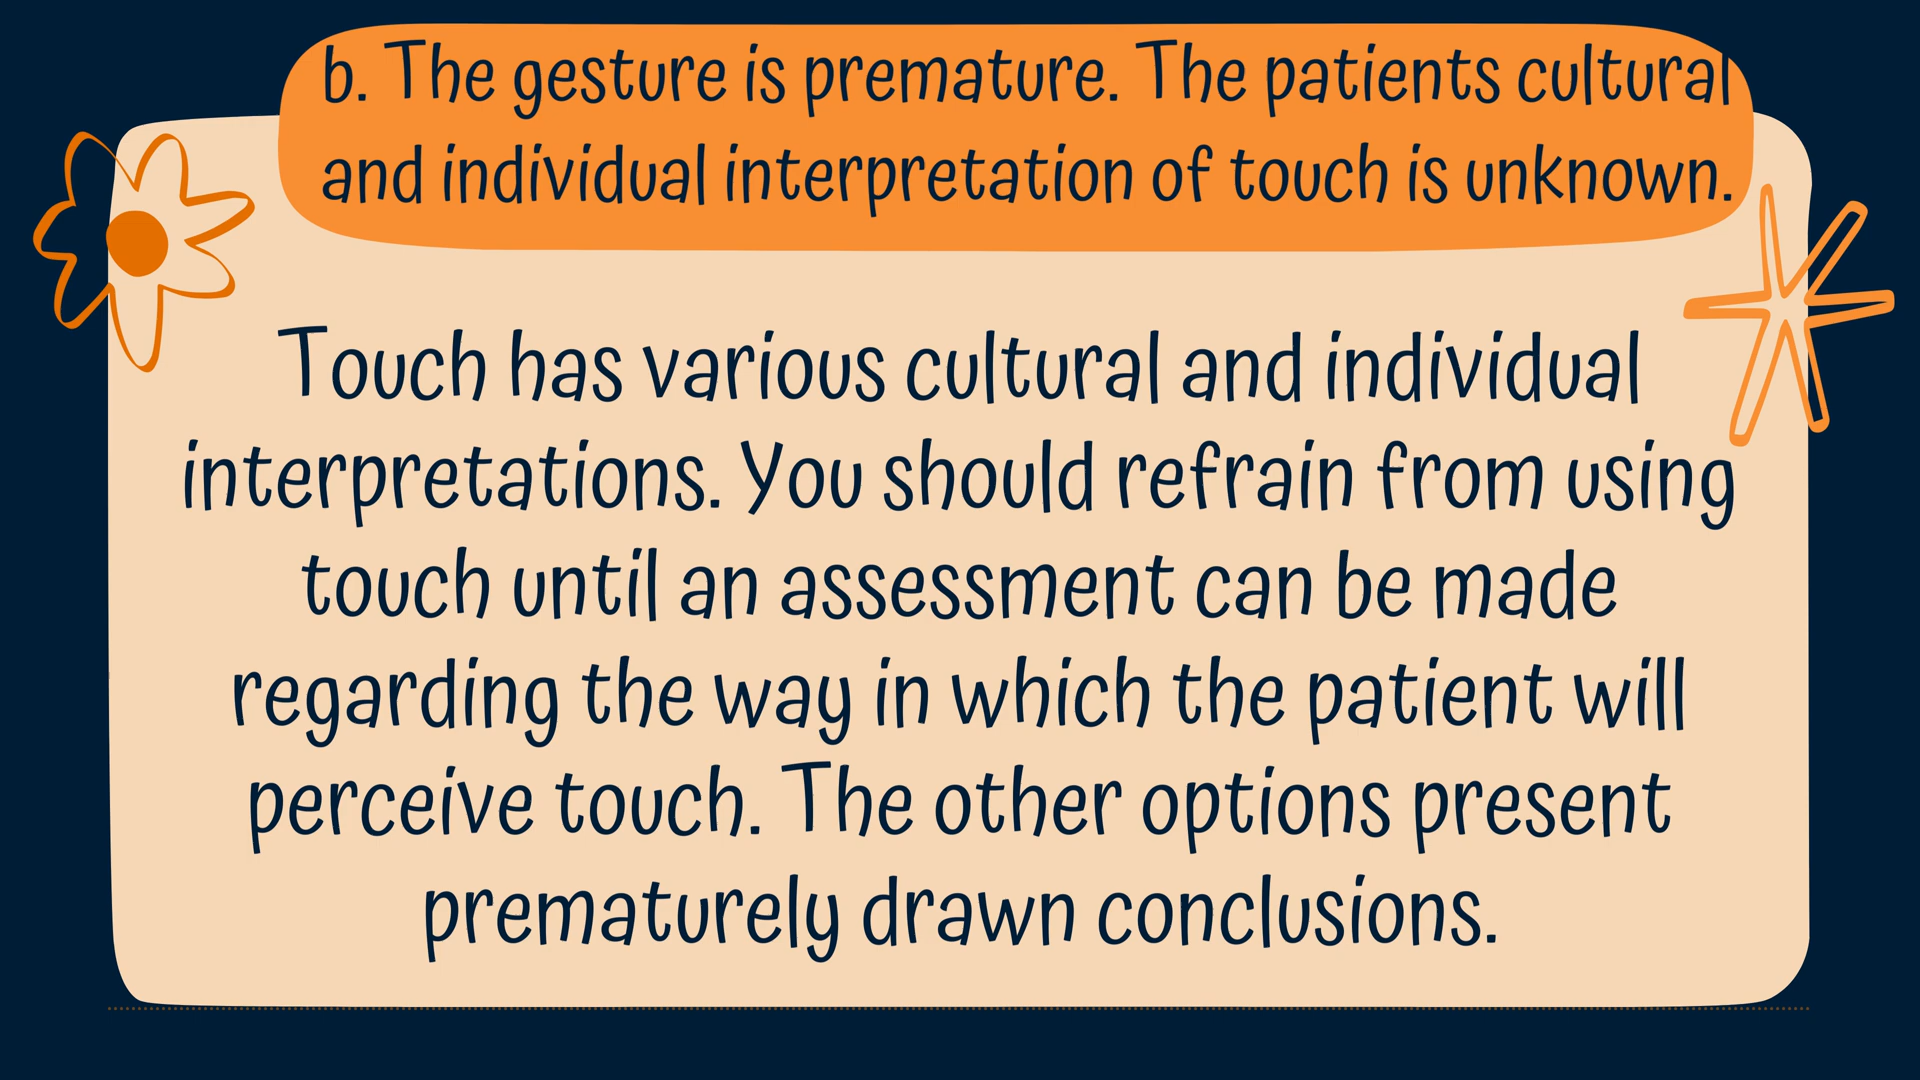 b. The gesture is premature. The patients cultural
and individual interpretation of touch is unknown.
Touch has various cultural and individual
interpretations. You should refrain from using
touch until an assessment can be made
regarding the way in which the patient will
perceive touch. The other options present
prematurely drawn conclusions.